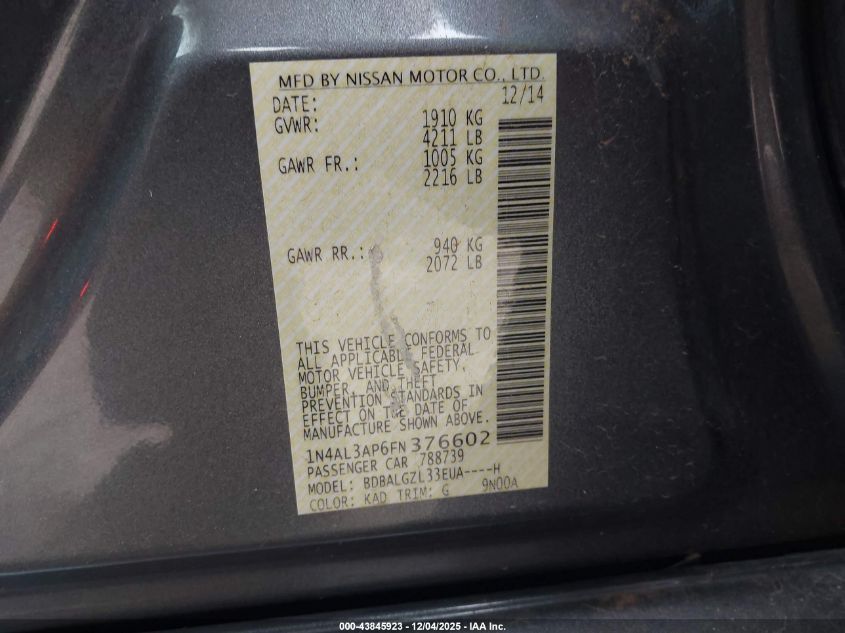 MFD BY NISSAN MOTOR CO., LTD.
DATE: 12/14
GVWR: 1910 KG
4211 LB
GAWR FR.: 1005 KG
2216 LB
GAWR RR.: 940 KG
2072 LB
THIS VEHICLE CONFORMS TO
ALL APPLICABLE FEDERAL
MOTOR VEHICLE SAFETY,
BUMPER, AND THEFT
PREVENTION STANDARDS IN
EFFECT ON THE DATE OF
MANUFACTURE SHOWN ABOVE.
1N4AL3AP6FN376602
PASSENGER CAR 788739
MODEL: BDBALGZL33EUA----H
COLOR: KAD TRIM: G 9N00A
000-43845923 - 12/04/2025 - IAA Inc.